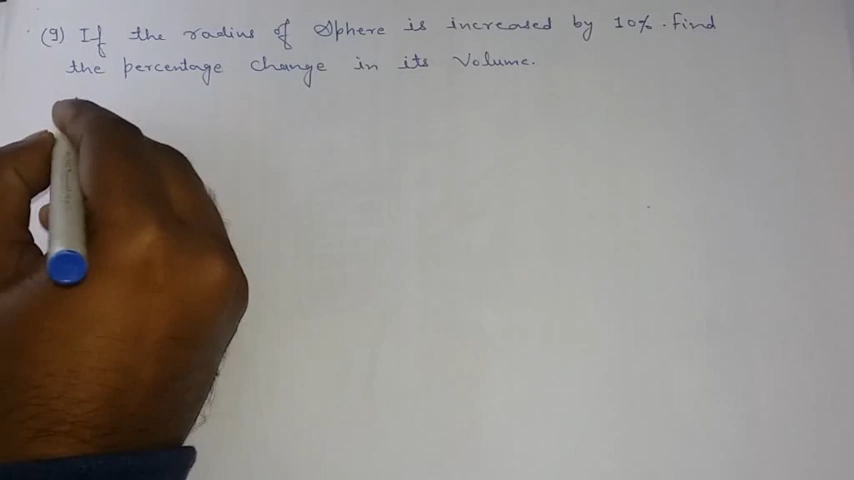 (9) If the radius of Sphere is increased by 10%. find
the percentage change in its Volume.